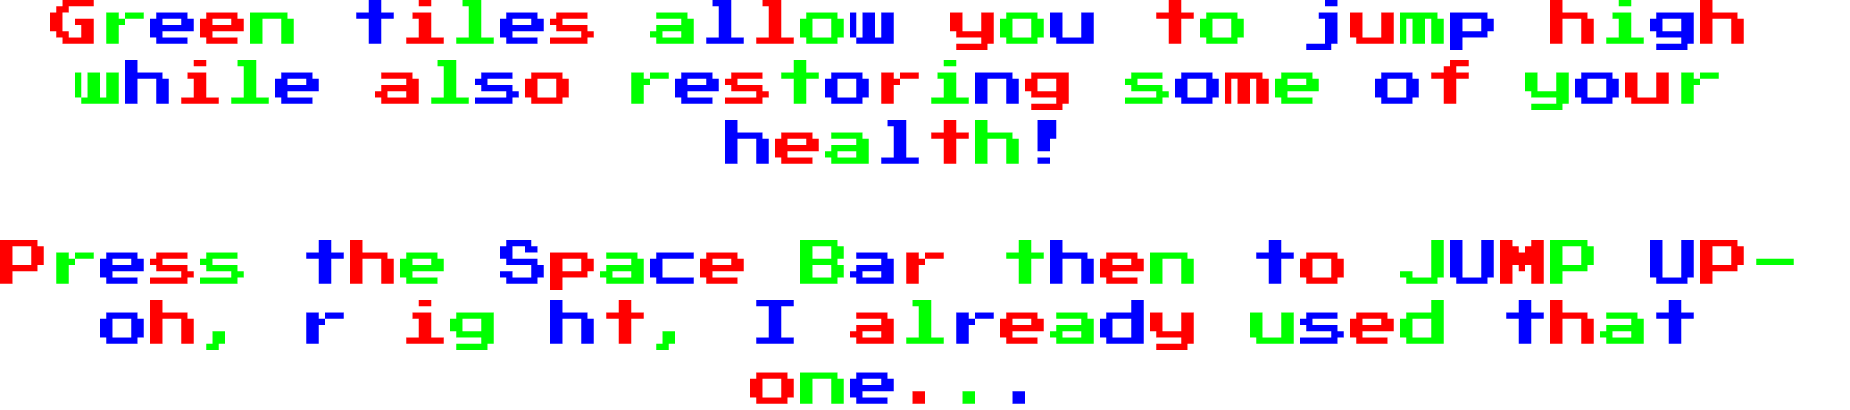 Green tiles allow you to jump high
while also restoring some of your
health!
Press the Space Bar then to JUMP UP-
oh, r ig ht, I already used that
one...